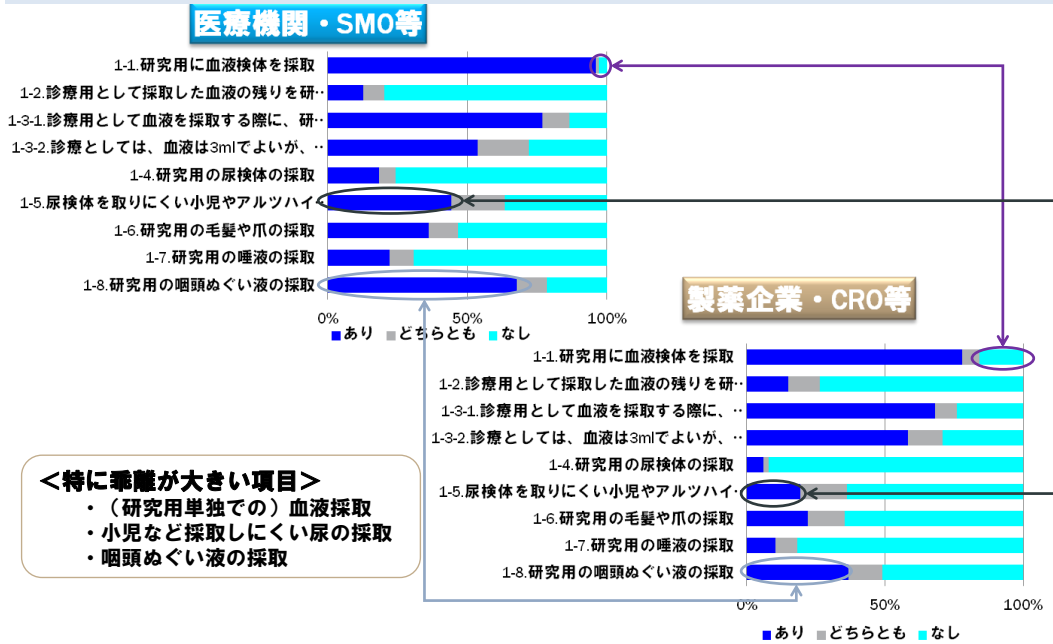 医療機関・SMO等
1-1.研究用に血液検体を採取
1-2.診療用として採取した血液の残りを研‥
1-3-1.診療用として血液を採取する際に、研‥
1-3-2.診療としては、血液は3mlでよいが、‥
1-4.研究用の尿検体の採取
1-5.尿検体を取りにくい小児やアルツハイ‥
1-6.研究用の毛髪や爪の採取
1-7.研究用の唾液の採取
1-8.研究用の咽頭ぬぐい液の採取
0% 50% 100%
あり どちらとも なし
製薬企業・CRO等
1-1.研究用に血液検体を採取
1-2.診療用として採取した血液の残りを研‥
1-3-1.診療用として血液を採取する際に、‥
1-3-2.診療としては、血液は3mlでよいが、‥
1-4.研究用の尿検体の採取
1-5.尿検体を取りにくい小児やアルツハイ‥
1-6.研究用の毛髪や爪の採取
1-7.研究用の唾液の採取
1-8.研究用の咽頭ぬぐい液の採取
0% 50% 100%
あり どちらとも なし
＜特に乖離が大きい項目＞
・（研究用単独での）血液採取
・小児など採取しにくい尿の採取
・咽頭ぬぐい液の採取